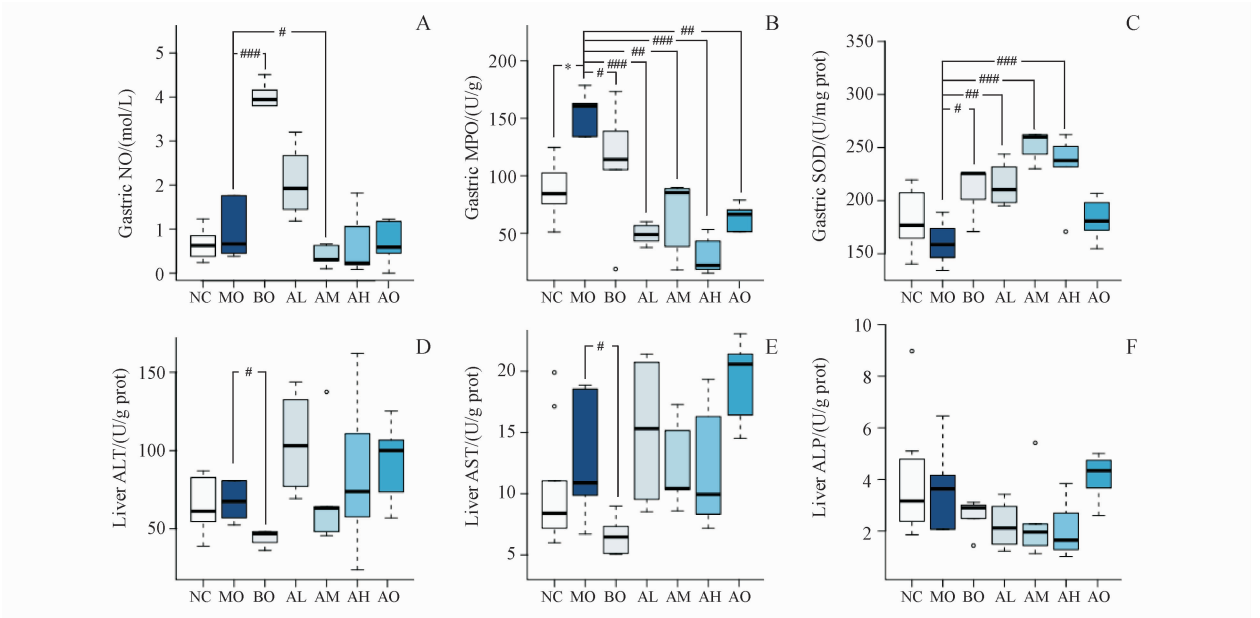 A
Gastric NO/(mol/L)
5
4
3
2
1
0
#
###
NC MO BO AL AM AH AO
B
Gastric MPO/(U/g)
200
150
100
50
##
###
##
###
* #
NC MO BO AL AM AH AO
C
Gastric SOD/(U/mg prot)
350
300
250
200
150
###
###
##
#
NC MO BO AL AM AH AO
D
Liver ALT/(U/g prot)
150
100
50
#
NC MO BO AL AM AH AO
E
Liver AST/(U/g prot)
20
15
10
5
#
NC MO BO AL AM AH AO
F
Liver ALP/(U/g prot)
10
8
6
4
2
NC MO BO AL AM AH AO